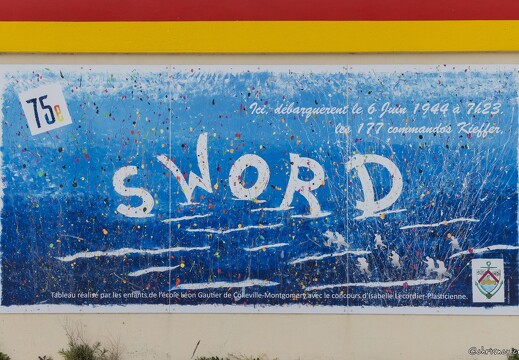 75e
Ici, débarquèrent le 6 Juin 1944 à 7h23,
les 177 commandos Kieffer.
SWORD
Tableau réalisé par les enfants de l'école Léon Gautier de Colleville-Montgomery avec le concours d'Isabelle Lecordier-Plasticienne.